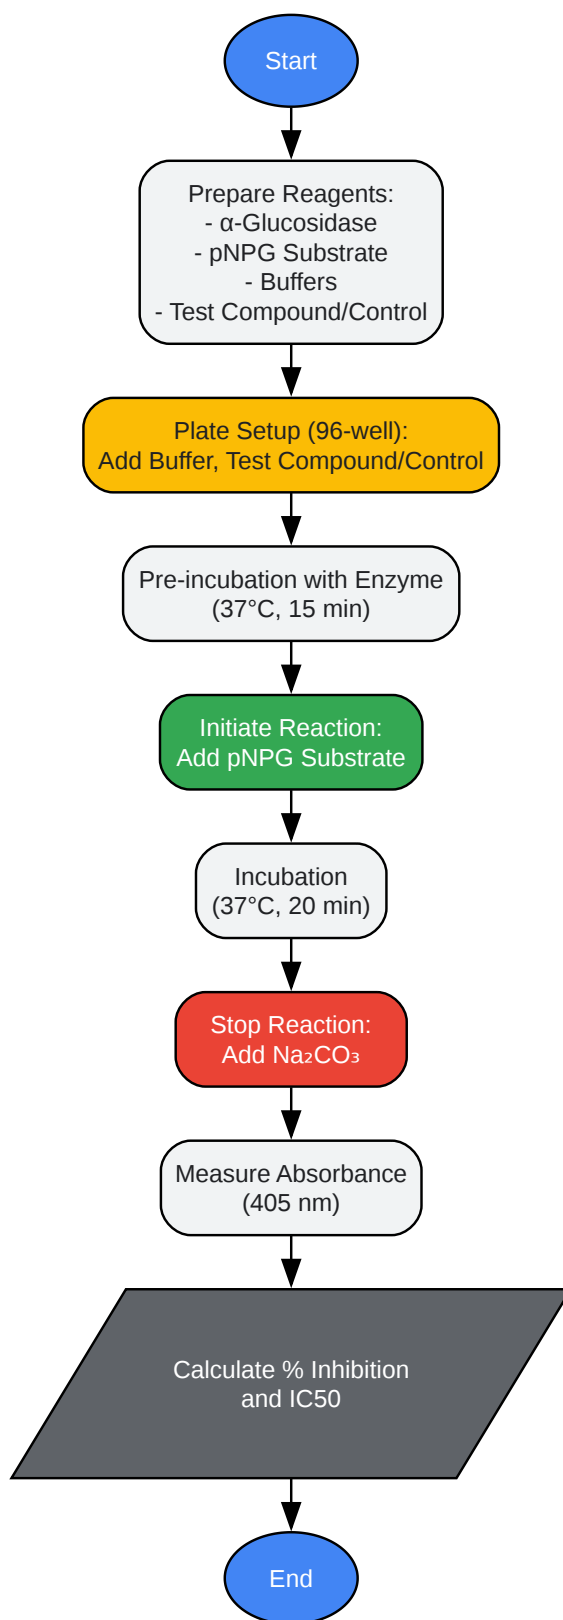 Start
Prepare Reagents:
- α-Glucosidase
- pNPG Substrate
- Buffers
- Test Compound/Control
Plate Setup (96-well):
Add Buffer, Test Compound/Control
Pre-incubation with Enzyme
(37°C, 15 min)
Initiate Reaction:
Add pNPG Substrate
Incubation
(37°C, 20 min)
Stop Reaction:
Add Na₂CO₃
Measure Absorbance
(405 nm)
Calculate % Inhibition
and IC50
End